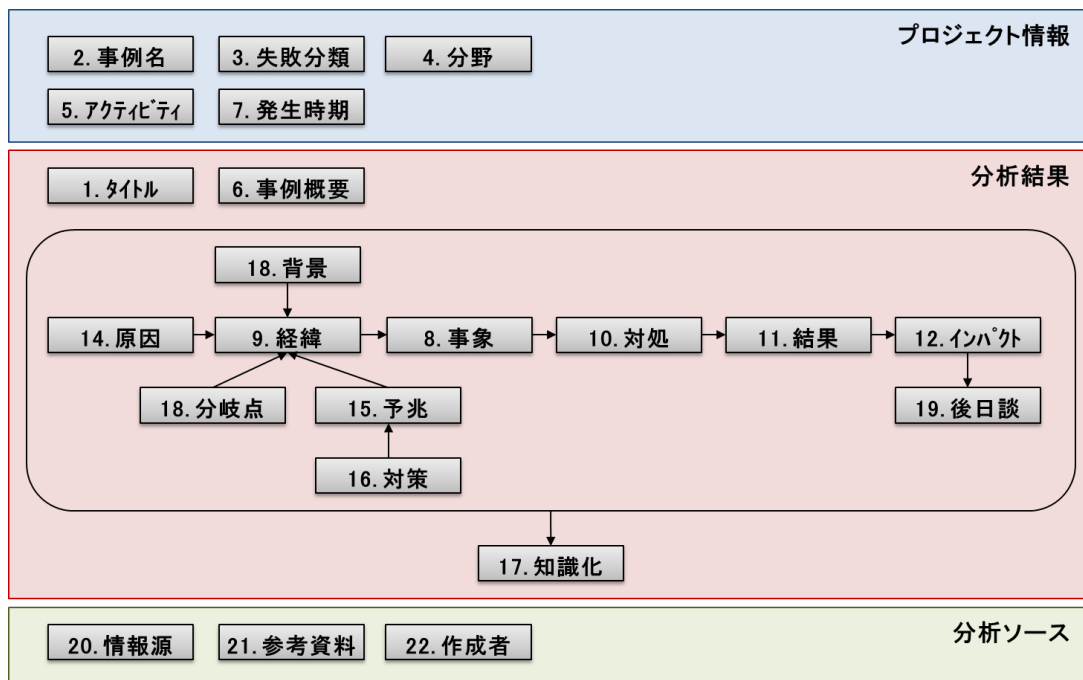 プロジェクト情報
2.事例名
3.失敗分類
4.分野
5.アクティビティ
7.発生時期
分析結果
1.タイトル
6.事例概要
18.背景
14.原因
9.経緯
8.事象
10.対処
11.結果
12.インパクト
18.分岐点
15.予兆
19.後日談
16.対策
17.知識化
分析ソース
20.情報源
21.参考資料
22.作成者